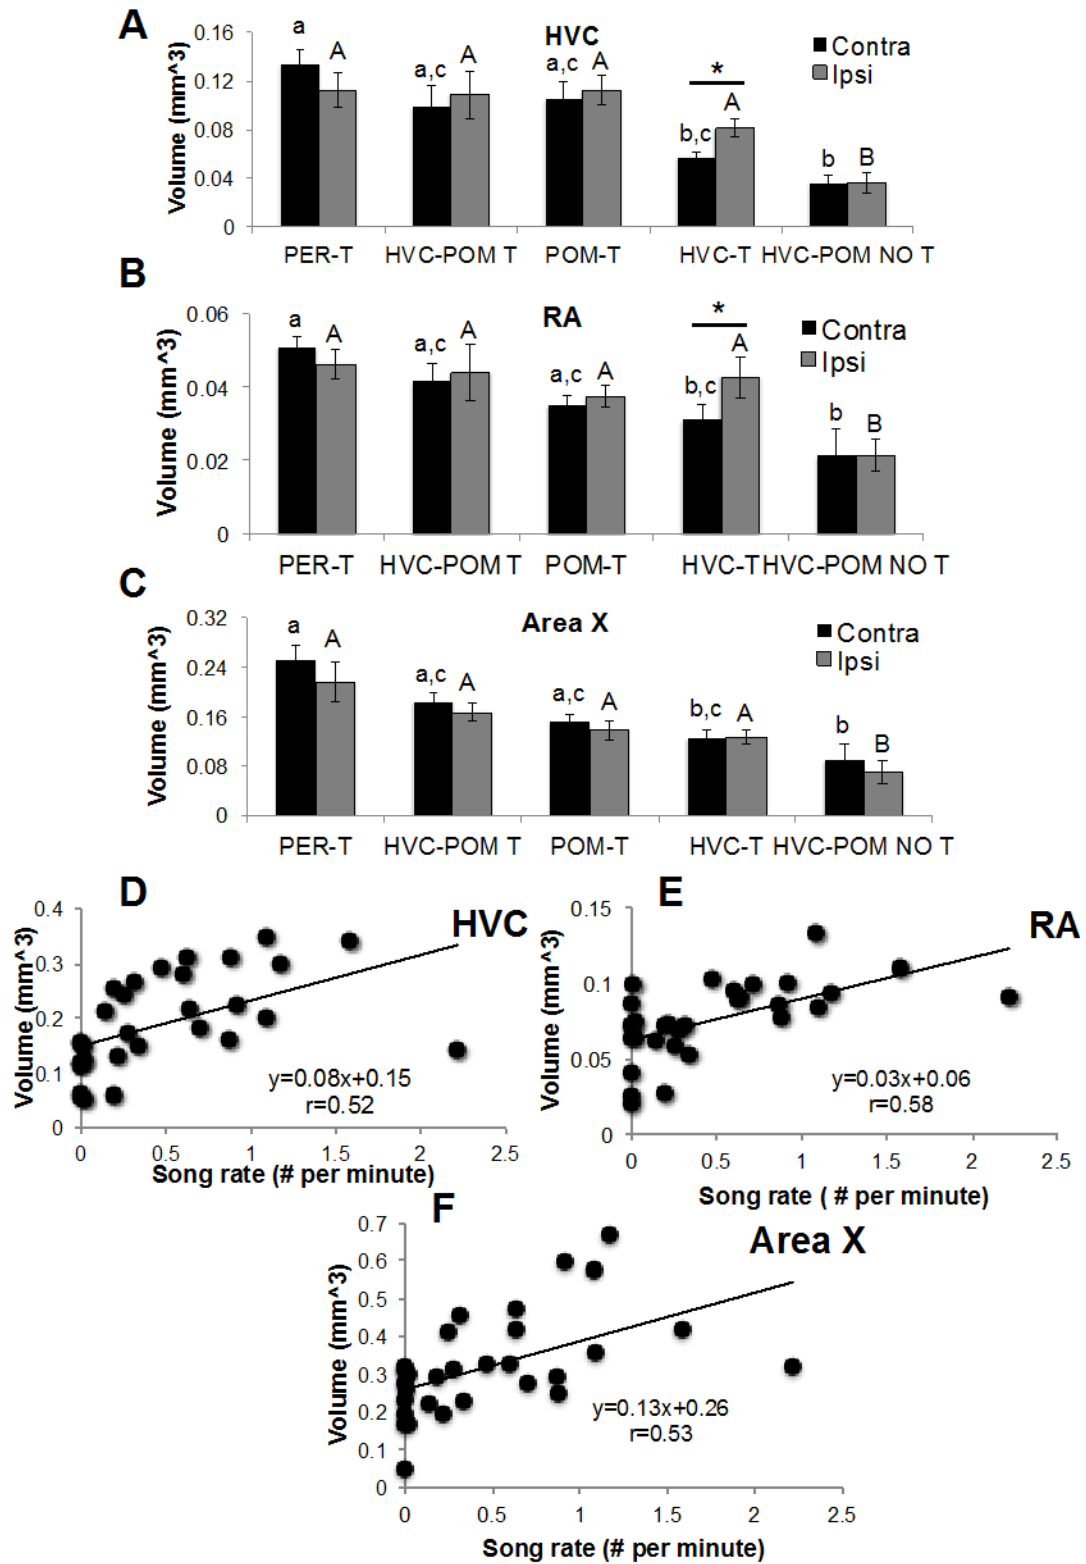 A
HVC
Contra
Ipsi
Volume (mm^3)
0.16
0.12
0.08
0.04
0
a
A
a,c
A
a,c
A
*
b,c
A
b
B
PER-T
HVC-POM T
POM-T
HVC-T
HVC-POM NO T
B
RA
Contra
Ipsi
Volume (mm^3)
0.06
0.04
0.02
0
a
A
a,c
A
a,c
A
*
b,c
A
b
B
PER-T
HVC-POM T
POM-T
HVC-T
HVC-POM NO T
C
Area X
Contra
Ipsi
Volume (mm^3)
0.32
0.24
0.16
0.08
0
a
A
a,c
A
a,c
A
b,c
A
b
B
PER-T
HVC-POM T
POM-T
HVC-T
HVC-POM NO T
D
HVC
Volume (mm^3)
0.4
0.3
0.2
0.1
0
y=0.08x+0.15
r=0.52
0
0.5
1
1.5
2
2.5
Song rate (# per minute)
E
RA
Volume (mm^3)
0.15
0.1
0.05
0
y=0.03x+0.06
r=0.58
0
0.5
1
1.5
2
2.5
Song rate ( # per minute)
F
Area X
Volume (mm^3)
0.7
0.6
0.5
0.4
0.3
0.2
0.1
0
y=0.13x+0.26
r=0.53
0
0.5
1
1.5
2
2.5
Song rate (# per minute)